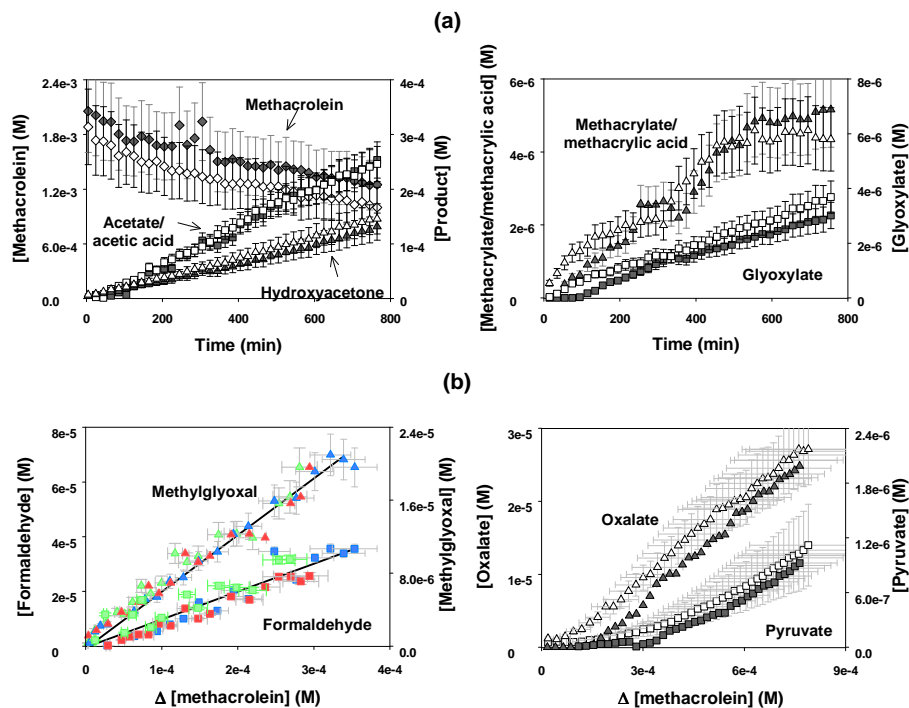 (a)
[Methacrolein] (M)
2.4e-3
1.8e-3
1.2e-3
6.0e-4
0.0
Methacrolein
Acetate/
acetic acid
Hydroxyacetone
4e-4
3e-4
2e-4
1e-4
0
[Product] (M)
0 200 400 600 800
Time (min)
[Methacrylate/methacrylic acid] (M)
6e-6
4e-6
2e-6
0
Methacrylate/
methacrylic acid
Glyoxylate
8e-6
6e-6
4e-6
2e-6
0
[Glyoxylate] (M)
0 200 400 600 800
Time (min)
(b)
[Formaldehyde] (M)
8e-5
6e-5
4e-5
2e-5
0
Methylglyoxal
Formaldehyde
2.4e-5
1.6e-5
8.0e-6
0.0
[Methylglyoxal] (M)
0 1e-4 2e-4 3e-4 4e-4
Δ [methacrolein] (M)
[Oxalate] (M)
3e-5
2e-5
1e-5
0
Oxalate
Pyruvate
2.4e-6
1.8e-6
1.2e-6
6.0e-7
0.0
[Pyruvate] (M)
0 3e-4 6e-4 9e-4
Δ [methacrolein] (M)